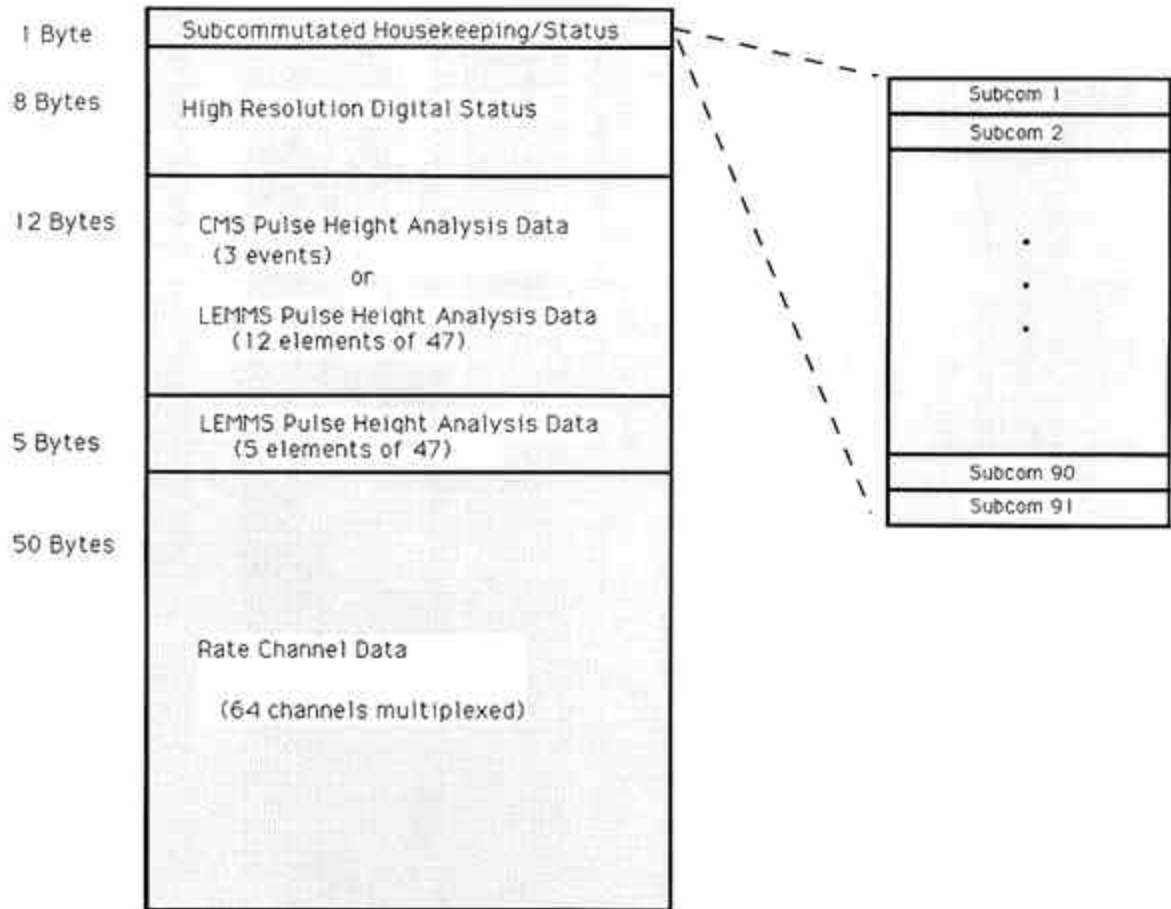 1 Byte
Subcommutated Housekeeping/Status
8 Bytes
High Resolution Digital Status
12 Bytes
CMS Pulse Height Analysis Data
(3 events)
or
LEMMS Pulse Height Analysis Data
(12 elements of 47)
5 Bytes
LEMMS Pulse Height Analysis Data
(5 elements of 47)
50 Bytes
Rate Channel Data
(64 channels multiplexed)
Subcom 1
Subcom 2
Subcom 90
Subcom 91